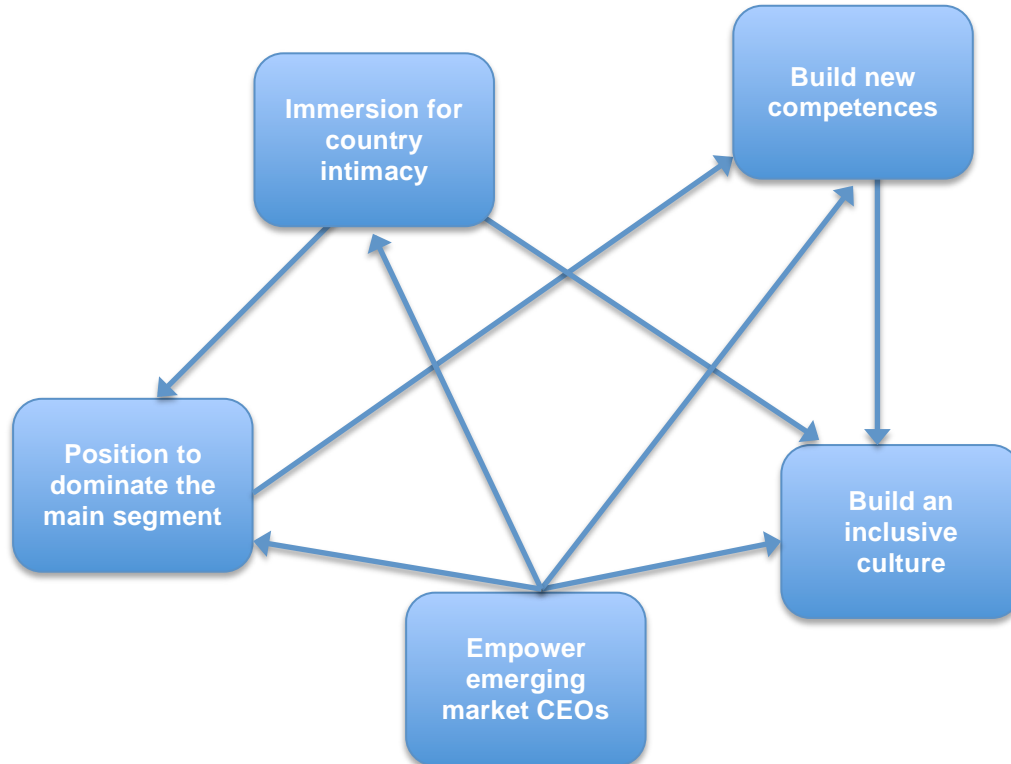 Immersion for
country
intimacy
Build new
competences
Position to
dominate the
main segment
Build an
inclusive
culture
Empower
emerging
market CEOs